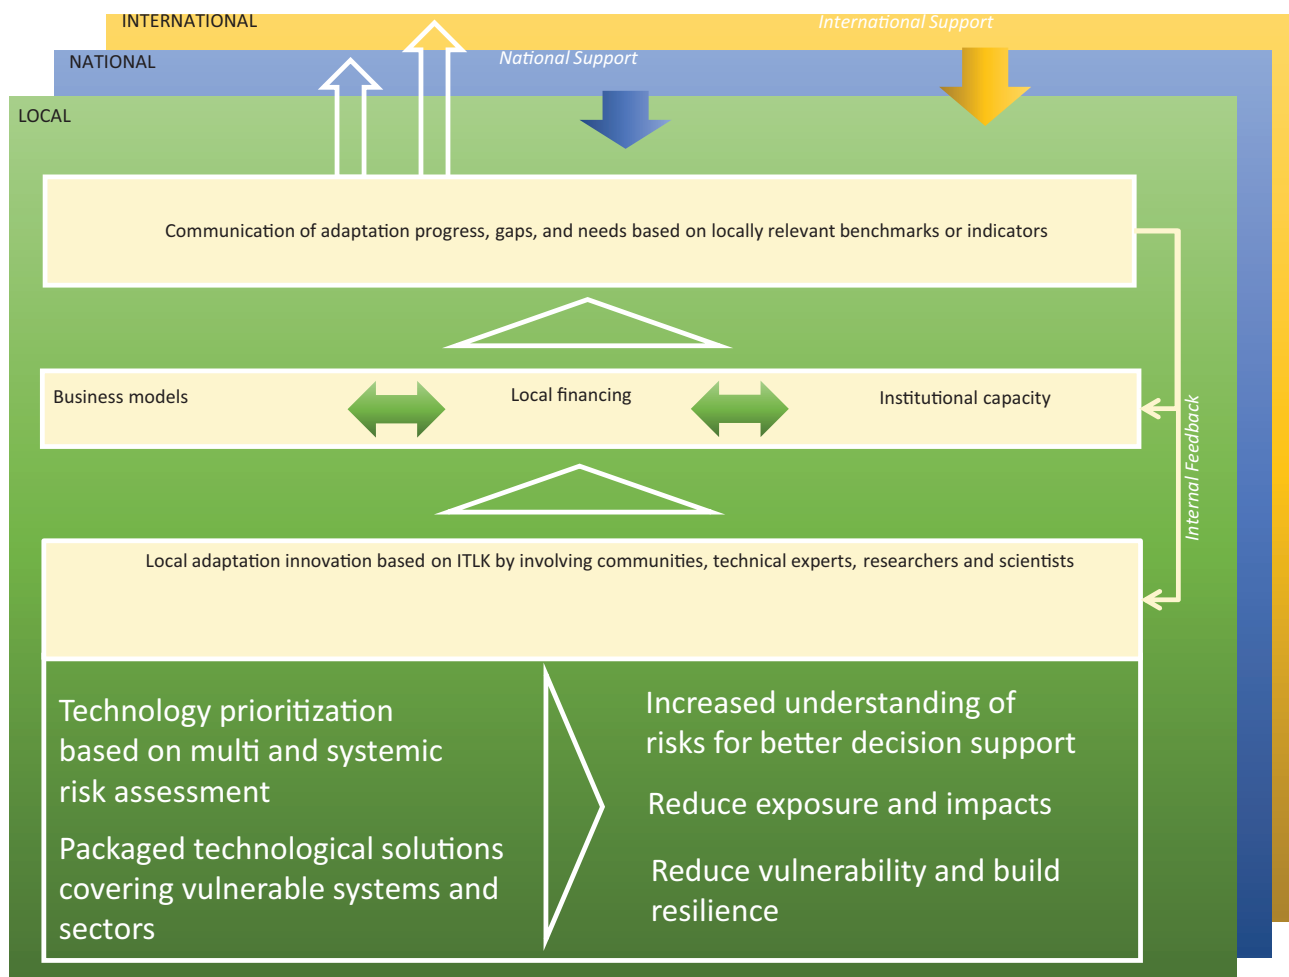 INTERNATIONAL
International Support
NATIONAL
National Support
LOCAL
Communication of adaptation progress, gaps, and needs based on locally relevant benchmarks or indicators
Business models
Local financing
Institutional capacity
Internal Feedback
Local adaptation innovation based on ITLK by involving communities, technical experts, researchers and scientists
Technology prioritization
based on multi and systemic
risk assessment
Packaged technological solutions
covering vulnerable systems and
sectors
Increased understanding of
risks for better decision support
Reduce exposure and impacts
Reduce vulnerability and build
resilience